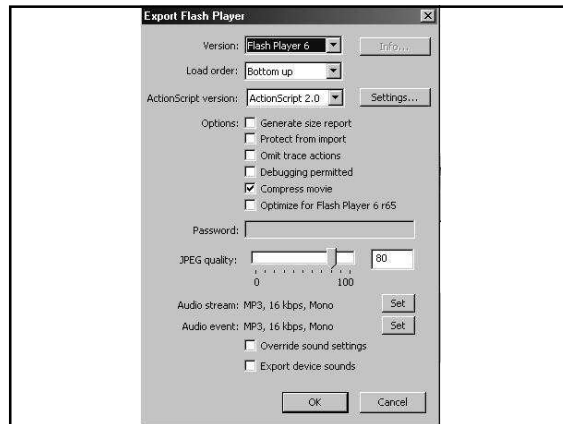 Export Flash Player
Version: Flash Player 6 Info...
Load order: Bottom up
ActionScript version: ActionScript 2.0 Settings...
Options: Generate size report
Protect from import
Omit trace actions
Debugging permitted
Compress movie
Optimize for Flash Player 6 r65
Password:
JPEG quality: 80
0 100
Audio stream: MP3, 16 kbps, Mono Set
Audio event: MP3, 16 kbps, Mono Set
Override sound settings
Export device sounds
OK Cancel